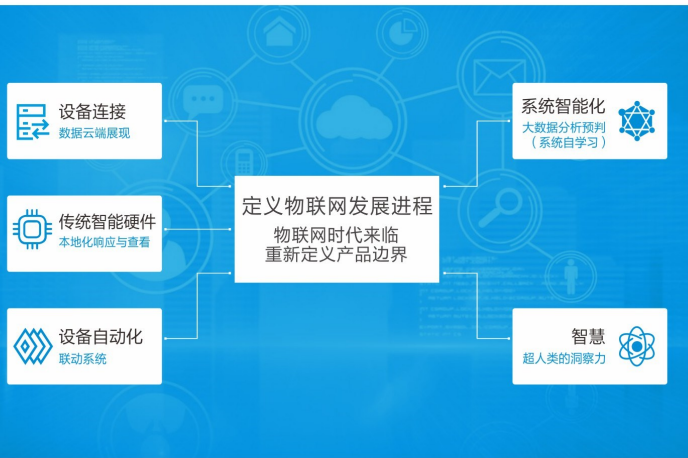 设备连接
数据云端展现
传统智能硬件
本地化响应与查看
设备自动化
联动系统
定义物联网发展进程
物联网时代来临
重新定义产品边界
系统智能化
大数据分析预判
（系统自学习）
智慧
超人类的洞察力